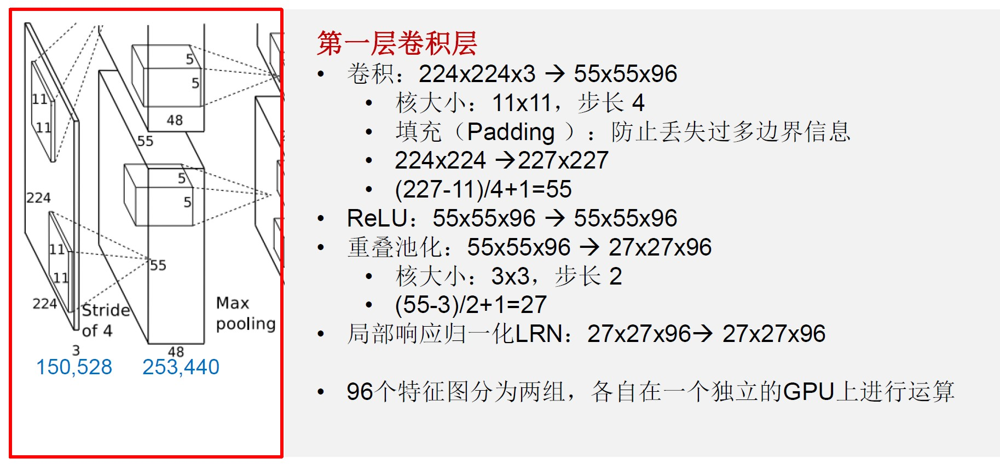 5
5
11
11
48
55
5
5
224
11
11
55
224
Stride
of 4
Max
pooling
3
48
150,528
253,440
第一层卷积层
• 卷积：224x224x3 → 55x55x96
• 核大小：11x11，步长 4
• 填充（Padding ）：防止丢失过多边界信息
• 224x224 →227x227
• (227-11)/4+1=55
• ReLU：55x55x96 → 55x55x96
• 重叠池化：55x55x96 → 27x27x96
• 核大小：3x3，步长 2
• (55-3)/2+1=27
• 局部响应归一化LRN：27x27x96→ 27x27x96
• 96个特征图分为两组，各自在一个独立的GPU上进行运算